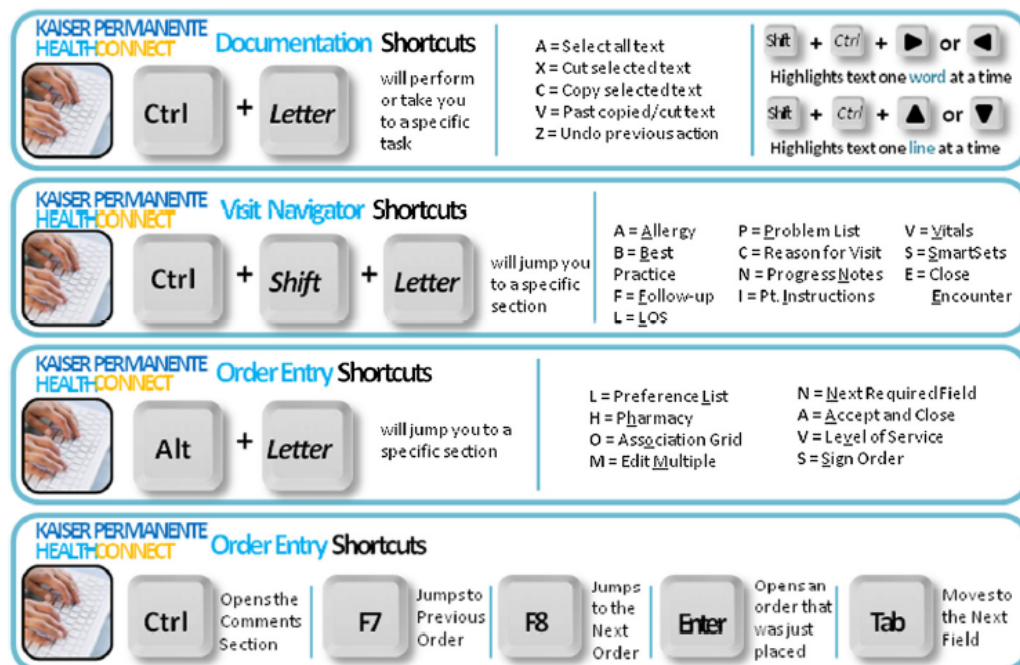 KAISER PERMANENTE
HEALTHCONNECT
Documentation Shortcuts
Ctrl + Letter
will perform
or take you
to a specific
task
A = Select all text
X = Cut selected text
C = Copy selected text
V = Past copied/cut text
Z = Undo previous action
Shift + Ctrl + ► or ◄
Highlights text one word at a time
Shift + Ctrl + ▲ or ▼
Highlights text one line at a time
KAISER PERMANENTE
HEALTHCONNECT
Visit Navigator Shortcuts
Ctrl + Shift + Letter
will jump you
to a specific
section
A = Allergy
B = Best
Practice
F = Follow-up
L = LOS
P = Problem List
C = Reason for Visit
N = Progress Notes
I = Pt. Instructions
V = Vitals
S = SmartSets
E = Close
Encounter
KAISER PERMANENTE
HEALTHCONNECT
Order Entry Shortcuts
Alt + Letter
will jump you to a
specific section
L = Preference List
H = Pharmacy
O = Association Grid
M = Edit Multiple
N = Next Required Field
A = Accept and Close
V = Level of Service
S = Sign Order
KAISER PERMANENTE
HEALTHCONNECT
Order Entry Shortcuts
Ctrl
Opens the
Comments
Section
F7
Jumps to
Previous
Order
F8
Jumps
to the
Next
Order
Enter
Opens an
order that
was just
placed
Tab
Moves to
the Next
Field